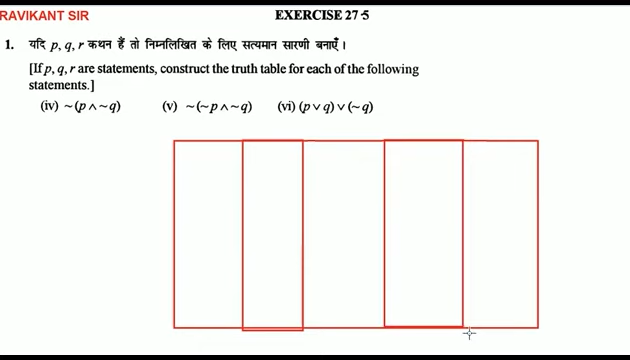 RAVIKANT SIR
EXERCISE 27·5
1. यदि p, q, r कथन हैं तो निम्नलिखित के लिए सत्यमान सारणी बनाएँ।
[If p, q, r are statements, construct the truth table for each of the following
statements.]
(iv) ~(p ∧ ~q) (v) ~(~p ∧ ~q) (vi) (p ∨ q) ∨ (~q)